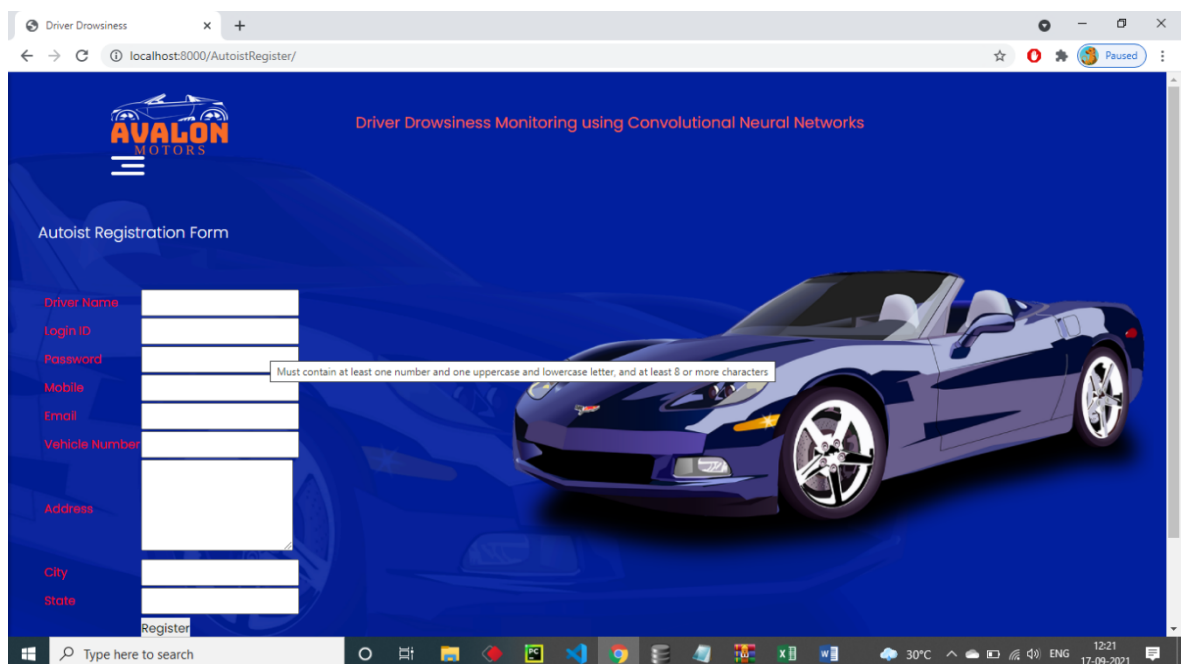 Driver Drowsiness
localhost:8000/AutoistRegister/
Paused
AVALON
MOTORS
Driver Drowsiness Monitoring using Convolutional Neural Networks
Autoist Registration Form
Driver Name
Login ID
Password
Must contain at least one number and one uppercase and lowercase letter, and at least 8 or more characters
Mobile
Email
Vehicle Number
Address
City
State
Register
Type here to search
30°C
ENG
12:21
17-09-2021